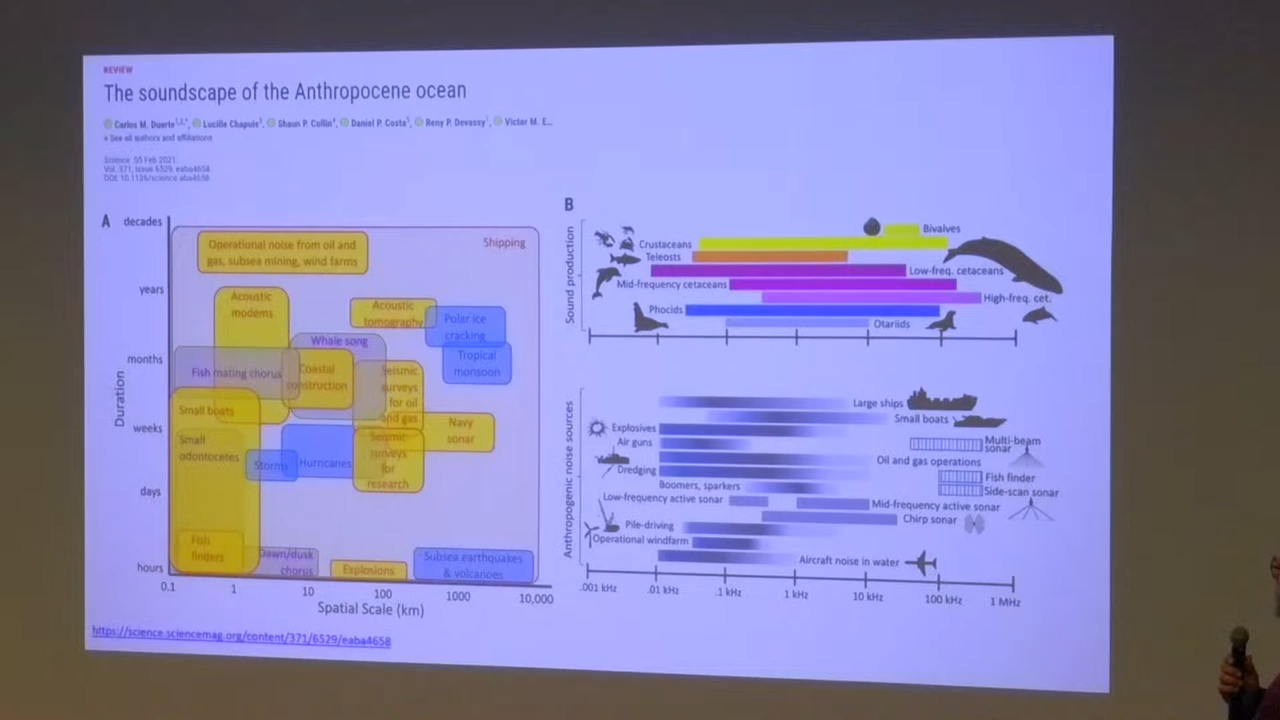 REVIEW
The soundscape of the Anthropocene ocean
Carlos M. Duarte1,2,*, Lucille Chapuis3, Shaun P. Collin4, Daniel P. Costa5, Reny P. Devassy1, Victor M. E...
+ See all authors and affiliations
Science 05 Feb 2021:
Vol. 371, Issue 6529, eaba4658
DOI: 10.1126/science.aba4658
A
decades
years
months
weeks
days
hours
Duration
Operational noise from oil and
gas, subsea mining, wind farms
Shipping
Acoustic
modems
Acoustic
tomography
Polar ice
cracking
Whale song
Tropical
monsoon
Fish mating chorus
Coastal
construction
Seismic
surveys
for oil
and gas
Small boats
Navy
sonar
Small
odontocetes
Storms
Hurricanes
Seismic
surveys
for
research
Fish
finders
Dawn/dusk
chorus
Explosions
Subsea earthquakes
& volcanoes
0.1
1
10
100
1000
10,000
Spatial Scale (km)
https://science.sciencemag.org/content/371/6529/eaba4658
B
Sound production
Bivalves
Crustaceans
Teleosts
Low-freq. cetaceans
Mid-frequency cetaceans
High-freq. cet.
Phocids
Otariids
Anthropogenic noise sources
Large ships
Small boats
Explosives
Air guns
Multi-beam
sonar
Oil and gas operations
Dredging
Fish finder
Boomers, sparkers
Side-scan sonar
Low-frequency active sonar
Mid-frequency active sonar
Chirp sonar
Pile-driving
Operational windfarm
Aircraft noise in water
.001 kHz
.01 kHz
.1 kHz
1 kHz
10 kHz
100 kHz
1 MHz